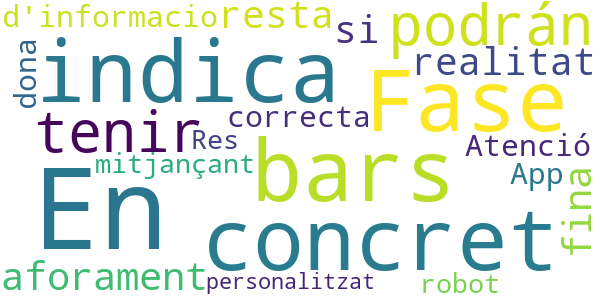 d'informacio resta si podrán
dona indica Fase realitat
tenir Res correcta Atenció
mitjançant bars App
En concret fina
aforament personalitzat robot